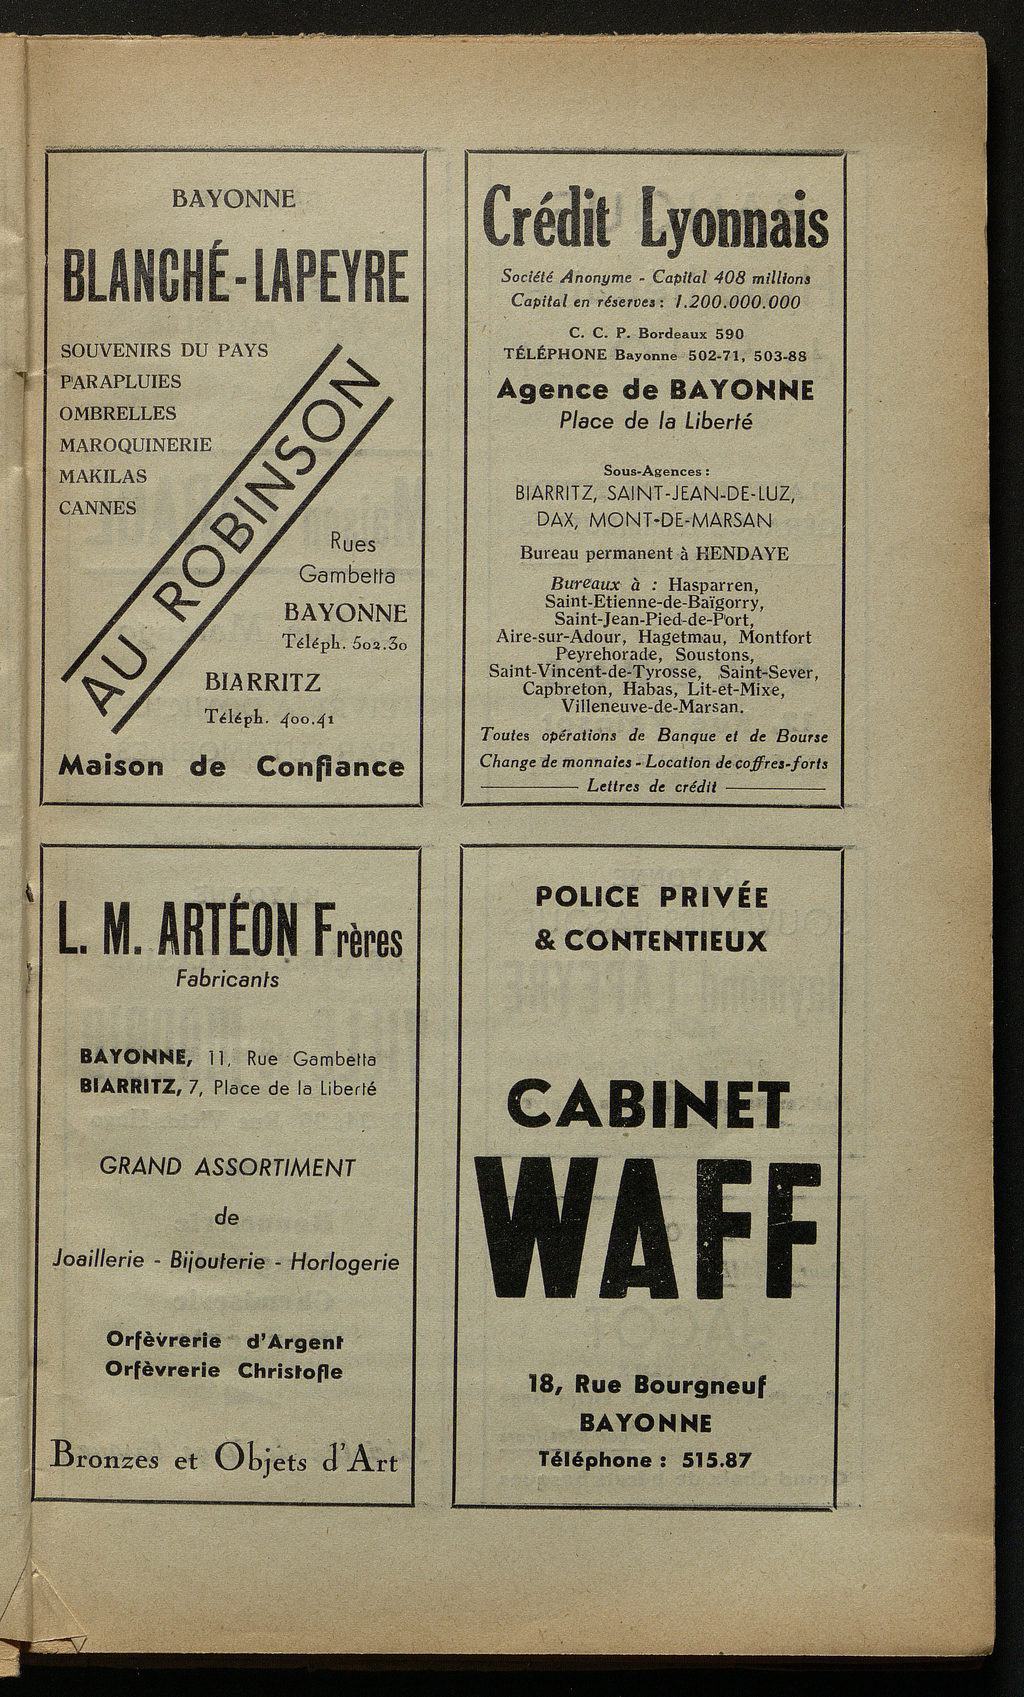 BAYONNE
BLANCHÉ-LAPEYRE
SOUVENIRS DU PAYS
PARAPLUIES
OMBRELLES
MAROQUINERIE
MAKILAS
CANNES
AU ROBINSON
Rues
Gambetta
BAYONNE
Téléph. 502.30
BIARRITZ
Téléph. 400.41
Maison de Confiance
Crédit Lyonnais
Société Anonyme - Capital 408 millions
Capital en réserves : 1.200.000.000
C. C. P. Bordeaux 590
TÉLÉPHONE Bayonne 502-71, 503-88
Agence de BAYONNE
Place de la Liberté
Sous-Agences :
BIARRITZ, SAINT-JEAN-DE-LUZ,
DAX, MONT-DE-MARSAN
Bureau permanent à HENDAYE
Bureaux à : Hasparren,
Saint-Etienne-de-Baïgorry,
Saint-Jean-Pied-de-Port,
Aire-sur-Adour, Hagetmau, Montfort
Peyrehorade, Soustons,
Saint-Vincent-de-Tyrosse, Saint-Sever,
Capbreton, Habas, Lit-et-Mixe,
Villeneuve-de-Marsan.
Toutes opérations de Banque et de Bourse
Change de monnaies - Location de coffres-forts
Lettres de crédit
L. M. ARTÉON Frères
Fabricants
BAYONNE, 11, Rue Gambetta
BIARRITZ, 7, Place de la Liberté
GRAND ASSORTIMENT
de
Joaillerie - Bijouterie - Horlogerie
Orfèvrerie d'Argent
Orfèvrerie Christofle
Bronzes et Objets d'Art
POLICE PRIVÉE
& CONTENTIEUX
CABINET
WAFF
18, Rue Bourgneuf
BAYONNE
Téléphone : 515.87